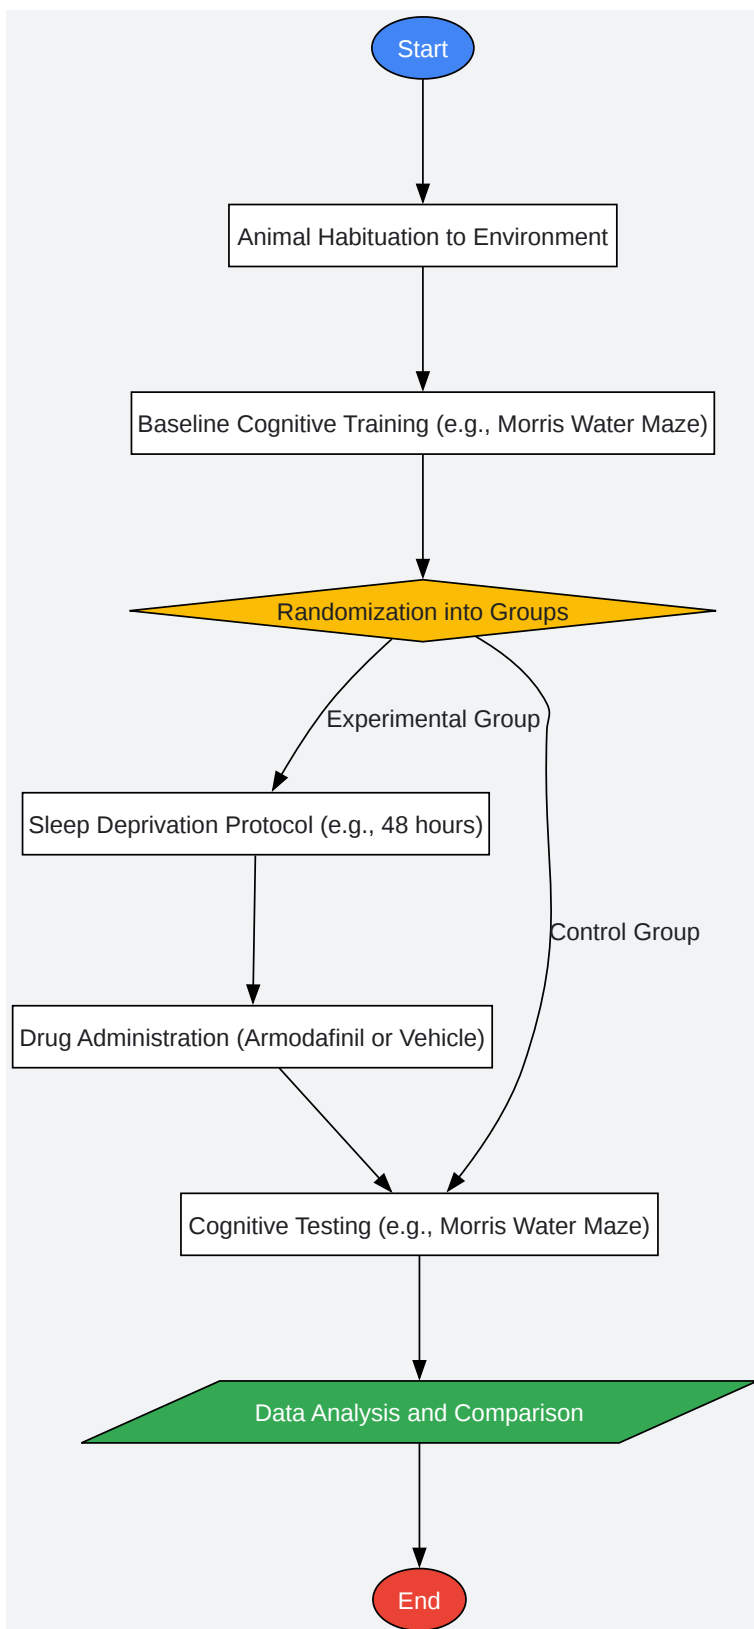 Start
Animal Habituation to Environment
Baseline Cognitive Training (e.g., Morris Water Maze)
Randomization into Groups
Experimental Group
Sleep Deprivation Protocol (e.g., 48 hours)
Control Group
Drug Administration (Armodafinil or Vehicle)
Cognitive Testing (e.g., Morris Water Maze)
Data Analysis and Comparison
End